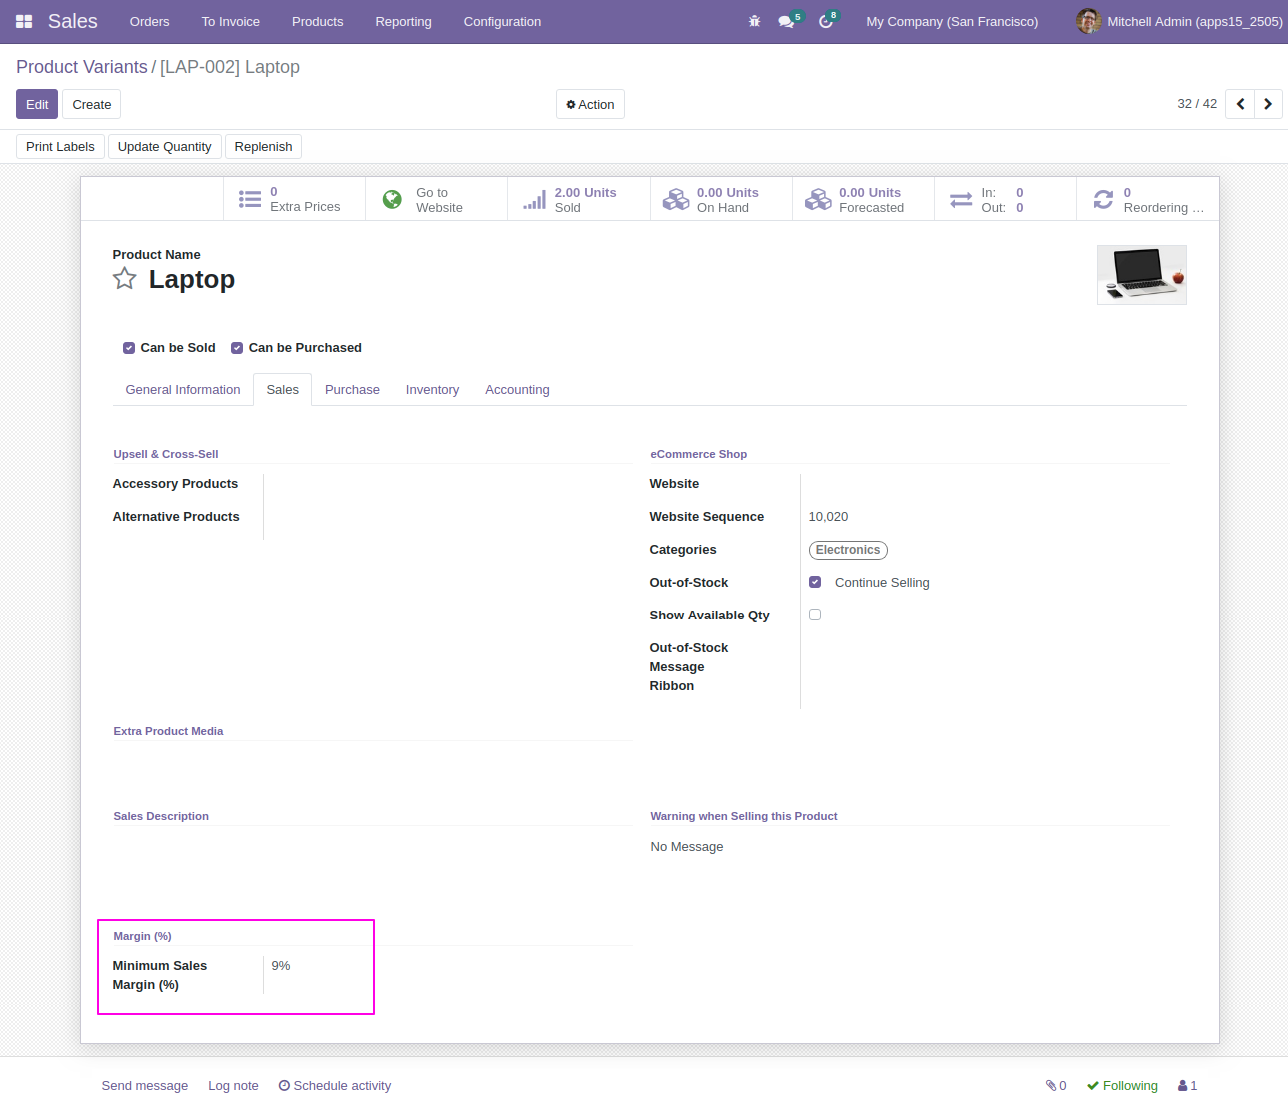 Sales Orders To Invoice Products Reporting Configuration 5 8 My Company (San Francisco) Mitchell Admin (apps15_2505)
Product Variants / [LAP-002] Laptop
Edit Create Action 32 / 42
Print Labels Update Quantity Replenish
0 Extra Prices
Go to Website
2.00 Units Sold
0.00 Units On Hand
0.00 Units Forecasted
In: 0
Out: 0
0 Reordering ...
Product Name
Laptop
Can be Sold Can be Purchased
General Information Sales Purchase Inventory Accounting
Upsell & Cross-Sell
Accessory Products
Alternative Products
eCommerce Shop
Website
Website Sequence 10,020
Categories Electronics
Out-of-Stock Continue Selling
Show Available Qty
Out-of-Stock
Message
Ribbon
Extra Product Media
Sales Description
Warning when Selling this Product
No Message
Margin (%)
Minimum Sales 9%
Margin (%)
Send message Log note Schedule activity 0 Following 1